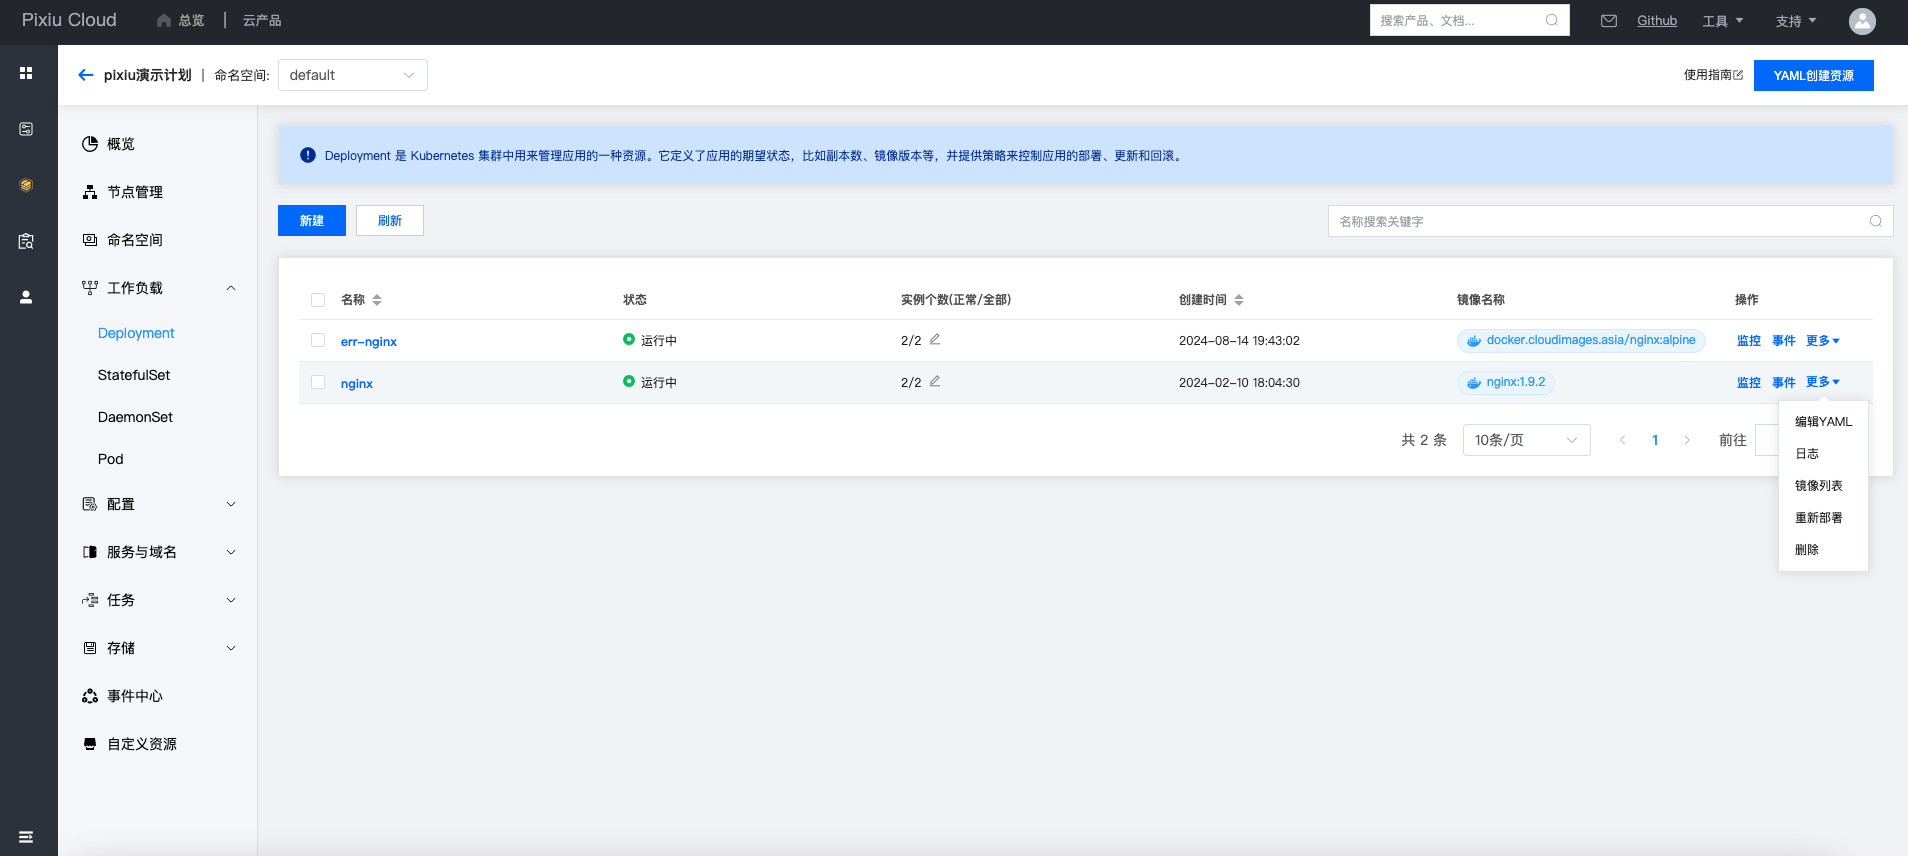 Pixiu Cloud 总览 | 云产品 搜索产品、文档... Github 工具 支持
pixiu演示计划 | 命名空间: default 使用指南 YAML创建资源
概览
节点管理
命名空间
工作负载
Deployment
StatefulSet
DaemonSet
Pod
配置
服务与域名
任务
存储
事件中心
自定义资源
Deployment 是 Kubernetes 集群中用来管理应用的一种资源。它定义了应用的期望状态，比如副本数、镜像版本等，并提供策略来控制应用的部署、更新和回滚。
新建 刷新 名称搜索关键字
名称 状态 实例个数(正常/全部) 创建时间 镜像名称 操作
err-nginx 运行中 2/2 2024-08-14 19:43:02 docker.cloudimages.asia/nginx:alpine 监控 事件 更多
nginx 运行中 2/2 2024-02-10 18:04:30 nginx:1.9.2 监控 事件 更多
共 2 条 10条/页 1 前往
编辑YAML
日志
镜像列表
重新部署
删除